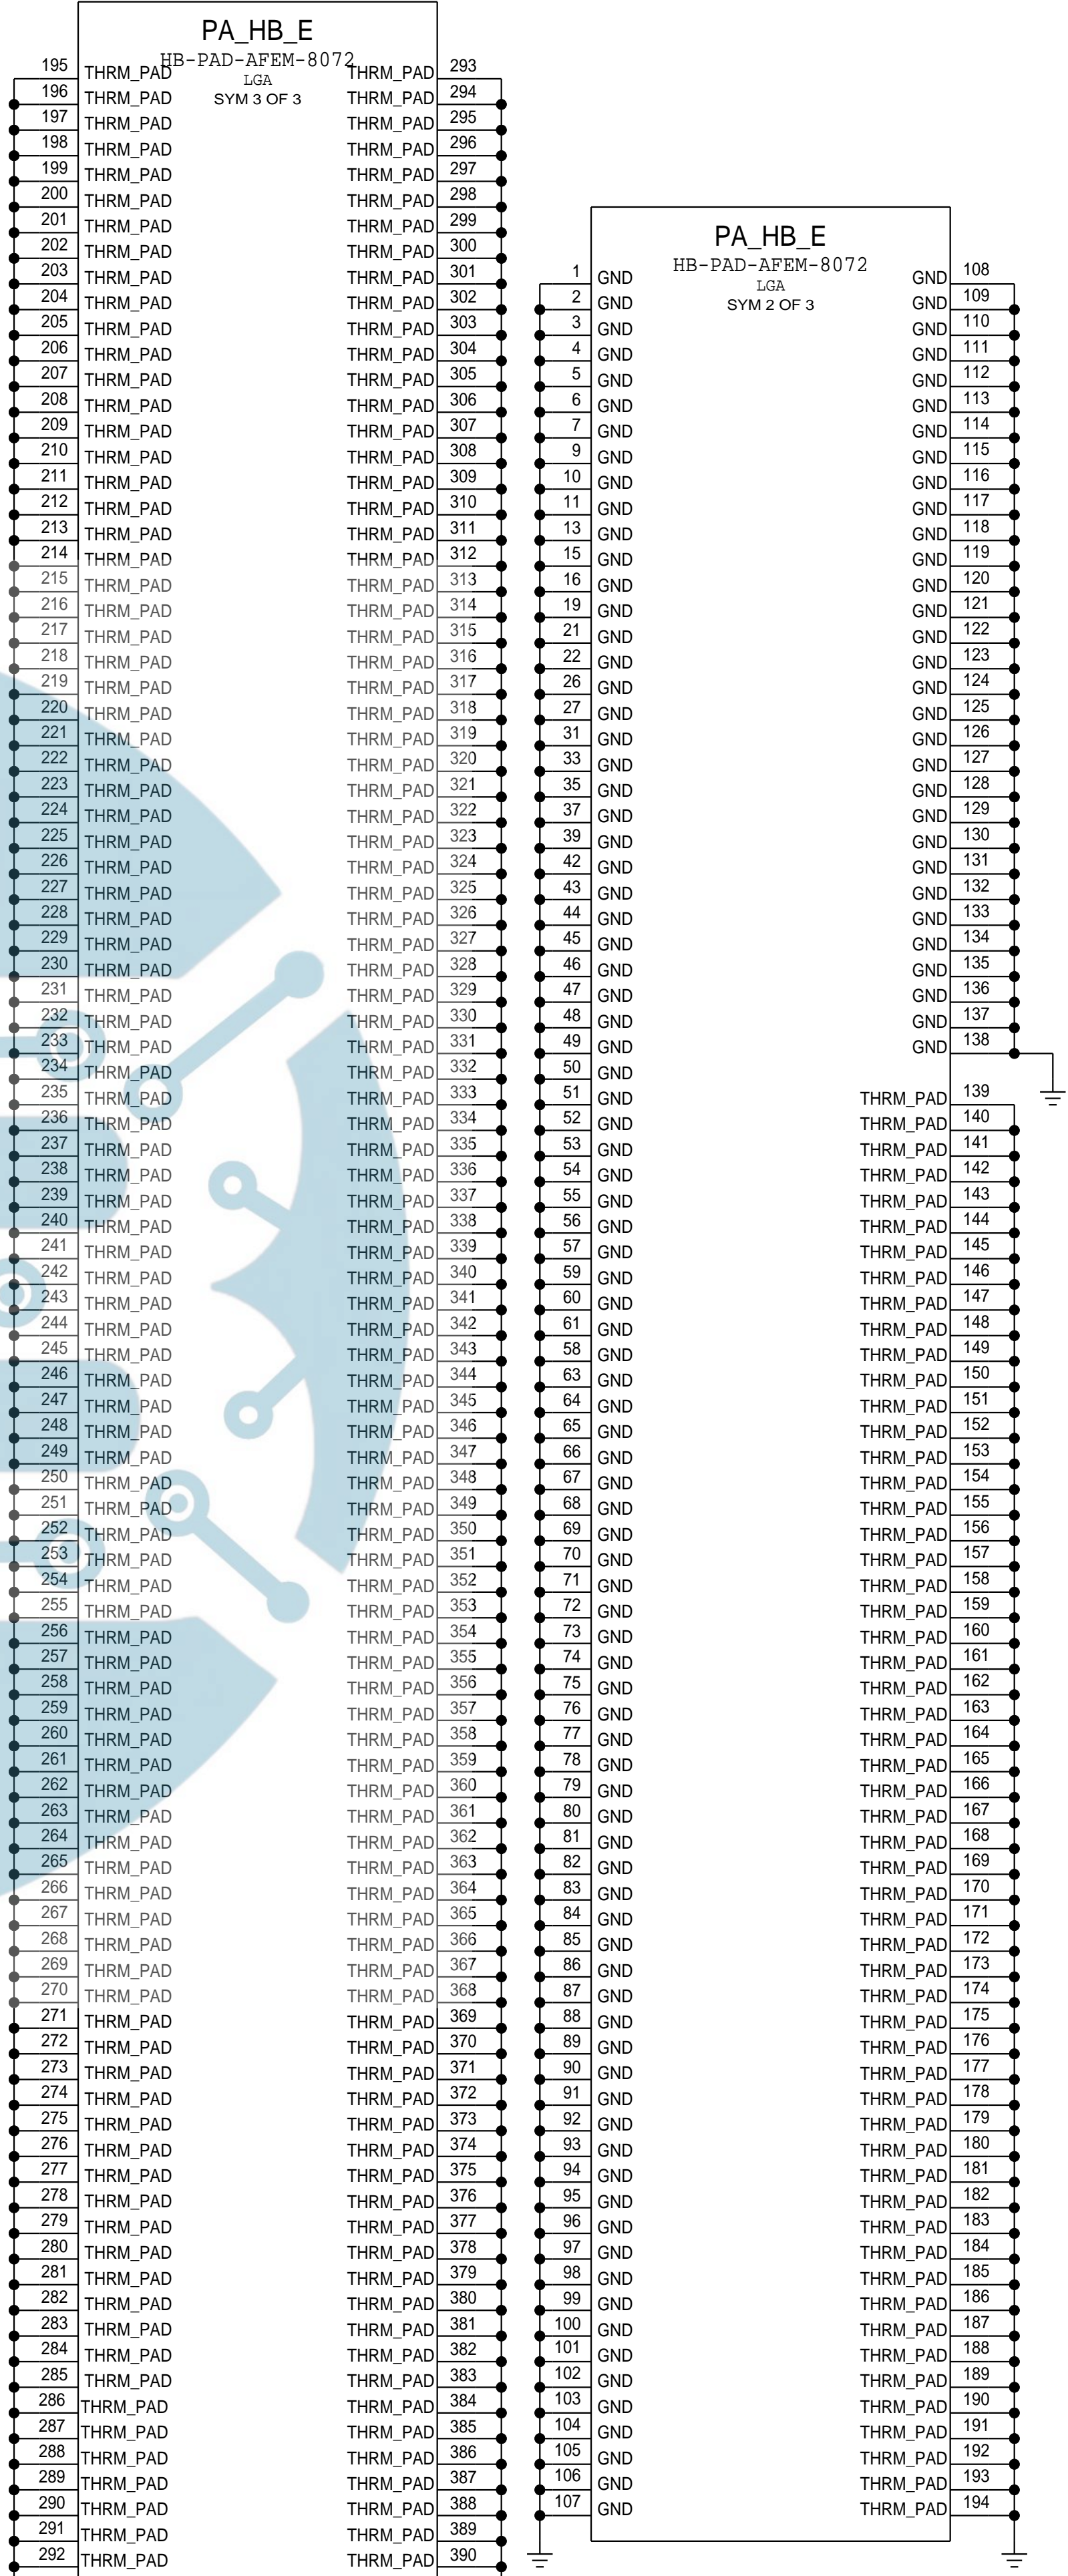 PA_HB_E
HB-PAD-AFEM-8072
LGA
SYM 3 OF 3
195 THRM_PAD THRM_PAD 293
196 THRM_PAD THRM_PAD 294
197 THRM_PAD THRM_PAD 295
198 THRM_PAD THRM_PAD 296
199 THRM_PAD THRM_PAD 297
200 THRM_PAD THRM_PAD 298
201 THRM_PAD THRM_PAD 299
202 THRM_PAD THRM_PAD 300
203 THRM_PAD THRM_PAD 301
204 THRM_PAD THRM_PAD 302
205 THRM_PAD THRM_PAD 303
206 THRM_PAD THRM_PAD 304
207 THRM_PAD THRM_PAD 305
208 THRM_PAD THRM_PAD 306
209 THRM_PAD THRM_PAD 307
210 THRM_PAD THRM_PAD 308
211 THRM_PAD THRM_PAD 309
212 THRM_PAD THRM_PAD 310
213 THRM_PAD THRM_PAD 311
214 THRM_PAD THRM_PAD 312
215 THRM_PAD THRM_PAD 313
216 THRM_PAD THRM_PAD 314
217 THRM_PAD THRM_PAD 315
218 THRM_PAD THRM_PAD 316
219 THRM_PAD THRM_PAD 317
220 THRM_PAD THRM_PAD 318
221 THRM_PAD THRM_PAD 319
222 THRM_PAD THRM_PAD 320
223 THRM_PAD THRM_PAD 321
224 THRM_PAD THRM_PAD 322
225 THRM_PAD THRM_PAD 323
226 THRM_PAD THRM_PAD 324
227 THRM_PAD THRM_PAD 325
228 THRM_PAD THRM_PAD 326
229 THRM_PAD THRM_PAD 327
230 THRM_PAD THRM_PAD 328
231 THRM_PAD THRM_PAD 329
232 THRM_PAD THRM_PAD 330
233 THRM_PAD THRM_PAD 331
234 THRM_PAD THRM_PAD 332
235 THRM_PAD THRM_PAD 333
236 THRM_PAD THRM_PAD 334
237 THRM_PAD THRM_PAD 335
238 THRM_PAD THRM_PAD 336
239 THRM_PAD THRM_PAD 337
240 THRM_PAD THRM_PAD 338
241 THRM_PAD THRM_PAD 339
242 THRM_PAD THRM_PAD 340
243 THRM_PAD THRM_PAD 341
244 THRM_PAD THRM_PAD 342
245 THRM_PAD THRM_PAD 343
246 THRM_PAD THRM_PAD 344
247 THRM_PAD THRM_PAD 345
248 THRM_PAD THRM_PAD 346
249 THRM_PAD THRM_PAD 347
250 THRM_PAD THRM_PAD 348
251 THRM_PAD THRM_PAD 349
252 THRM_PAD THRM_PAD 350
253 THRM_PAD THRM_PAD 351
254 THRM_PAD THRM_PAD 352
255 THRM_PAD THRM_PAD 353
256 THRM_PAD THRM_PAD 354
257 THRM_PAD THRM_PAD 355
258 THRM_PAD THRM_PAD 356
259 THRM_PAD THRM_PAD 357
260 THRM_PAD THRM_PAD 358
261 THRM_PAD THRM_PAD 359
262 THRM_PAD THRM_PAD 360
263 THRM_PAD THRM_PAD 361
264 THRM_PAD THRM_PAD 362
265 THRM_PAD THRM_PAD 363
266 THRM_PAD THRM_PAD 364
267 THRM_PAD THRM_PAD 365
268 THRM_PAD THRM_PAD 366
269 THRM_PAD THRM_PAD 367
270 THRM_PAD THRM_PAD 368
271 THRM_PAD THRM_PAD 369
272 THRM_PAD THRM_PAD 370
273 THRM_PAD THRM_PAD 371
274 THRM_PAD THRM_PAD 372
275 THRM_PAD THRM_PAD 373
276 THRM_PAD THRM_PAD 374
277 THRM_PAD THRM_PAD 375
278 THRM_PAD THRM_PAD 376
279 THRM_PAD THRM_PAD 377
280 THRM_PAD THRM_PAD 378
281 THRM_PAD THRM_PAD 379
282 THRM_PAD THRM_PAD 380
283 THRM_PAD THRM_PAD 381
284 THRM_PAD THRM_PAD 382
285 THRM_PAD THRM_PAD 383
286 THRM_PAD THRM_PAD 384
287 THRM_PAD THRM_PAD 385
288 THRM_PAD THRM_PAD 386
289 THRM_PAD THRM_PAD 387
290 THRM_PAD THRM_PAD 388
291 THRM_PAD THRM_PAD 389
292 THRM_PAD THRM_PAD 390
PA_HB_E
HB-PAD-AFEM-8072
LGA
SYM 2 OF 3
1 GND GND 108
2 GND GND 109
3 GND GND 110
4 GND GND 111
5 GND GND 112
6 GND GND 113
7 GND GND 114
9 GND GND 115
10 GND GND 116
11 GND GND 117
13 GND GND 118
15 GND GND 119
16 GND GND 120
19 GND GND 121
21 GND GND 122
22 GND GND 123
26 GND GND 124
27 GND GND 125
31 GND GND 126
33 GND GND 127
35 GND GND 128
37 GND GND 129
39 GND GND 130
42 GND GND 131
43 GND GND 132
44 GND GND 133
45 GND GND 134
46 GND GND 135
47 GND GND 136
48 GND GND 137
49 GND GND 138
50 GND
51 GND THRM_PAD 139
52 GND THRM_PAD 140
53 GND THRM_PAD 141
54 GND THRM_PAD 142
55 GND THRM_PAD 143
56 GND THRM_PAD 144
57 GND THRM_PAD 145
59 GND THRM_PAD 146
60 GND THRM_PAD 147
61 GND THRM_PAD 148
58 GND THRM_PAD 149
63 GND THRM_PAD 150
64 GND THRM_PAD 151
65 GND THRM_PAD 152
66 GND THRM_PAD 153
67 GND THRM_PAD 154
68 GND THRM_PAD 155
69 GND THRM_PAD 156
70 GND THRM_PAD 157
71 GND THRM_PAD 158
72 GND THRM_PAD 159
73 GND THRM_PAD 160
74 GND THRM_PAD 161
75 GND THRM_PAD 162
76 GND THRM_PAD 163
77 GND THRM_PAD 164
78 GND THRM_PAD 165
79 GND THRM_PAD 166
80 GND THRM_PAD 167
81 GND THRM_PAD 168
82 GND THRM_PAD 169
83 GND THRM_PAD 170
84 GND THRM_PAD 171
85 GND THRM_PAD 172
86 GND THRM_PAD 173
87 GND THRM_PAD 174
88 GND THRM_PAD 175
89 GND THRM_PAD 176
90 GND THRM_PAD 177
91 GND THRM_PAD 178
92 GND THRM_PAD 179
93 GND THRM_PAD 180
94 GND THRM_PAD 181
95 GND THRM_PAD 182
96 GND THRM_PAD 183
97 GND THRM_PAD 184
98 GND THRM_PAD 185
99 GND THRM_PAD 186
100 GND THRM_PAD 187
101 GND THRM_PAD 188
102 GND THRM_PAD 189
103 GND THRM_PAD 190
104 GND THRM_PAD 191
105 GND THRM_PAD 192
106 GND THRM_PAD 193
107 GND THRM_PAD 194